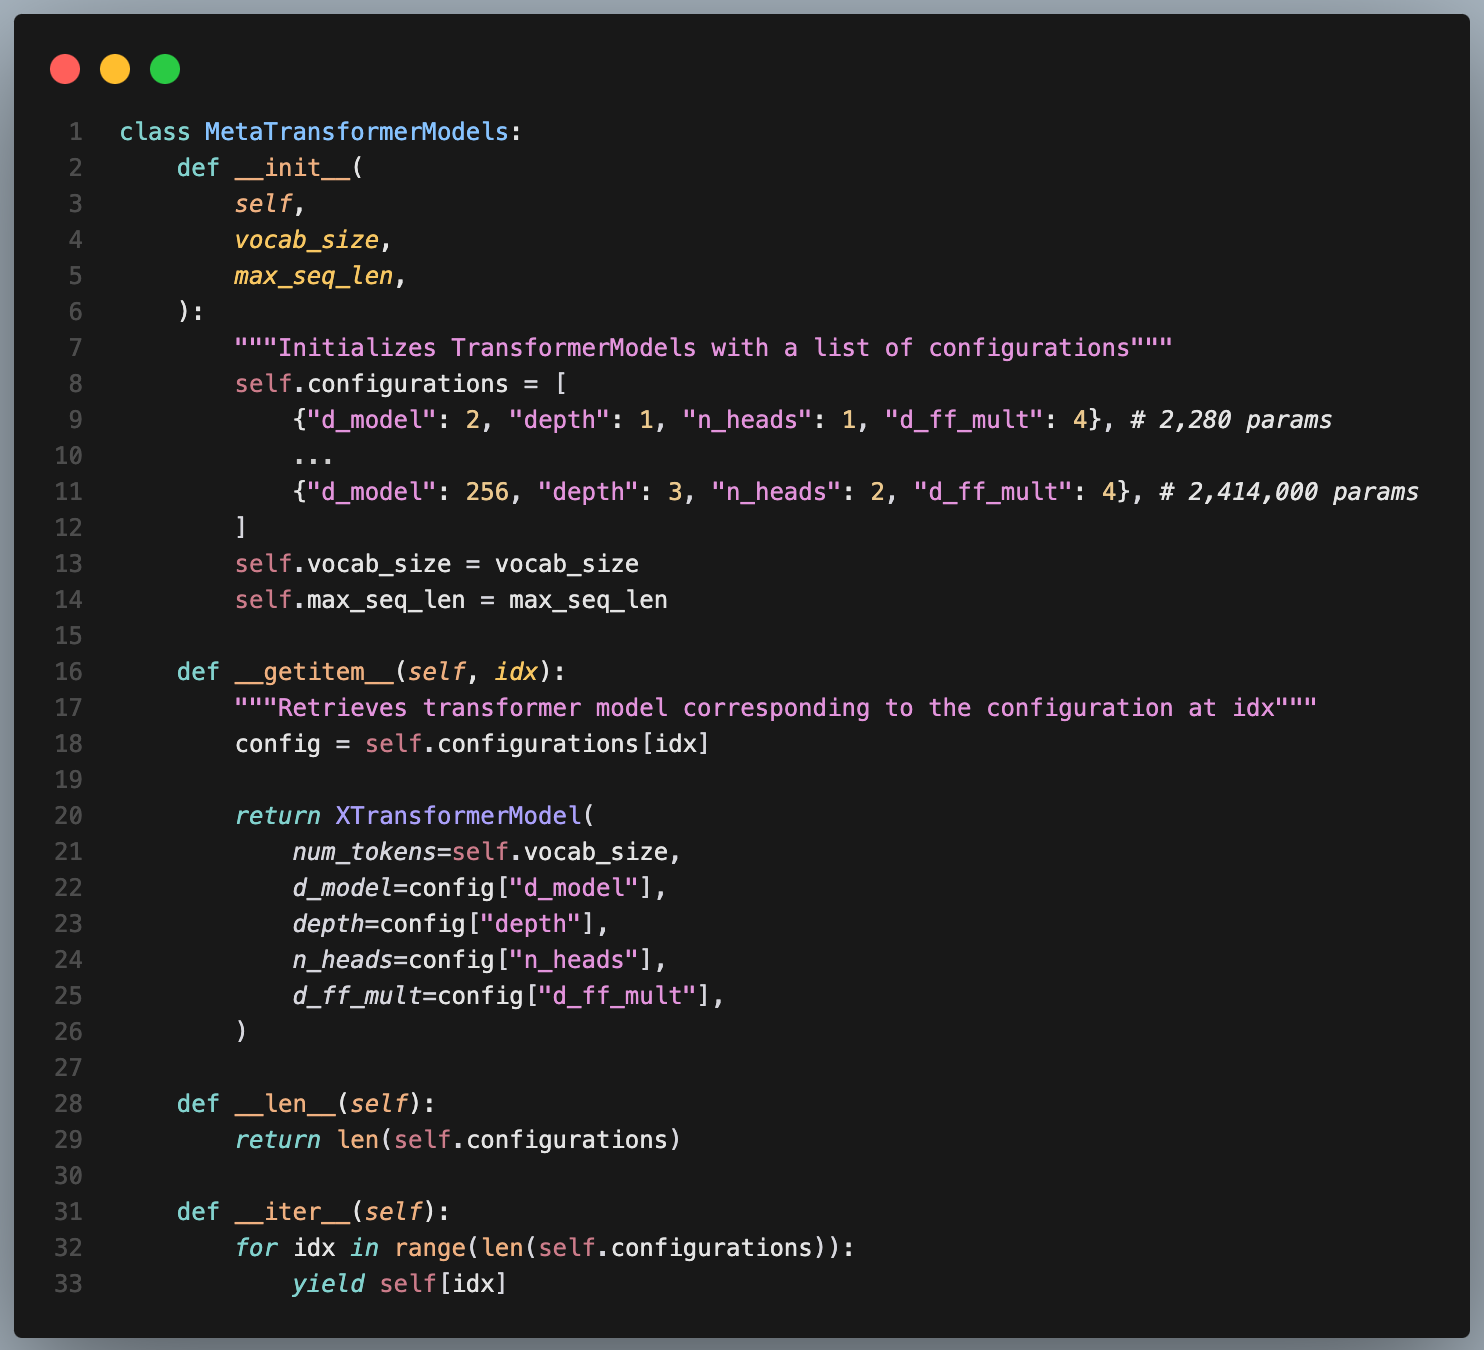 1 class MetaTransformerModels:
2     def __init__(
3         self,
4         vocab_size,
5         max_seq_len,
6     ):
7         """Initializes TransformerModels with a list of configurations"""
8         self.configurations = [
9             {"d_model": 2, "depth": 1, "n_heads": 1, "d_ff_mult": 4}, # 2,280 params
10             ...
11             {"d_model": 256, "depth": 3, "n_heads": 2, "d_ff_mult": 4}, # 2,414,000 params
12         ]
13         self.vocab_size = vocab_size
14         self.max_seq_len = max_seq_len
15
16     def __getitem__(self, idx):
17         """Retrieves transformer model corresponding to the configuration at idx"""
18         config = self.configurations[idx]
19
20         return XTransformerModel(
21             num_tokens=self.vocab_size,
22             d_model=config["d_model"],
23             depth=config["depth"],
24             n_heads=config["n_heads"],
25             d_ff_mult=config["d_ff_mult"],
26         )
27
28     def __len__(self):
29         return len(self.configurations)
30
31     def __iter__(self):
32         for idx in range(len(self.configurations)):
33             yield self[idx]